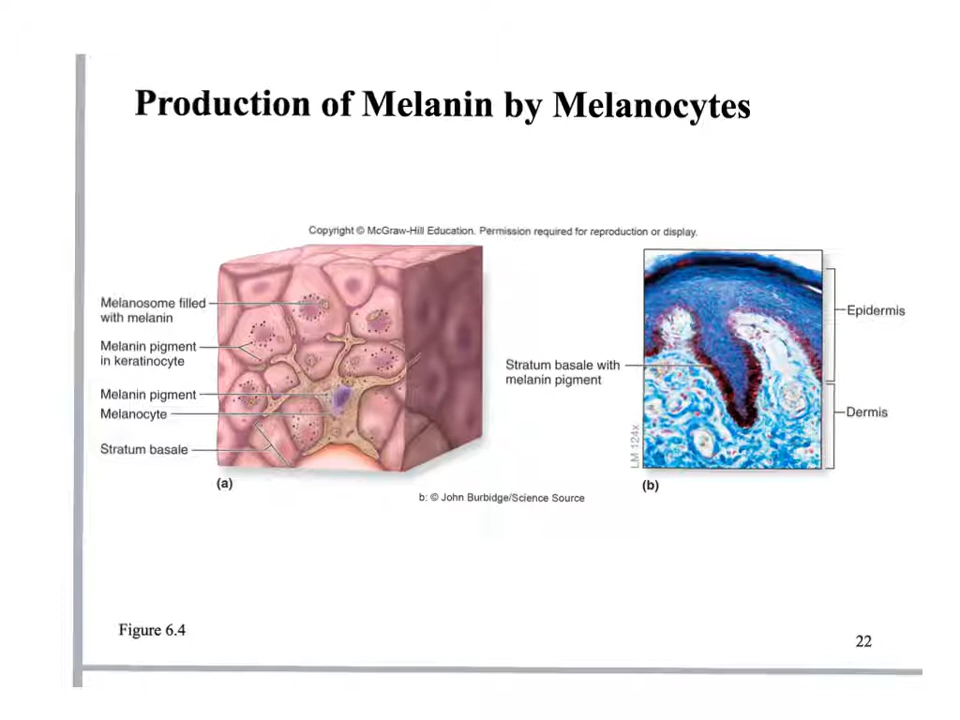 Production of Melanin by Melanocytes
Copyright © McGraw-Hill Education. Permission required for reproduction or display.
Melanosome filled
with melanin
Melanin pigment
in keratinocyte
Melanin pigment
Melanocyte
Stratum basale
(a)
Stratum basale with
melanin pigment
Epidermis
Dermis
LM 124x
(b)
b: © John Burbidge/Science Source
Figure 6.4
22